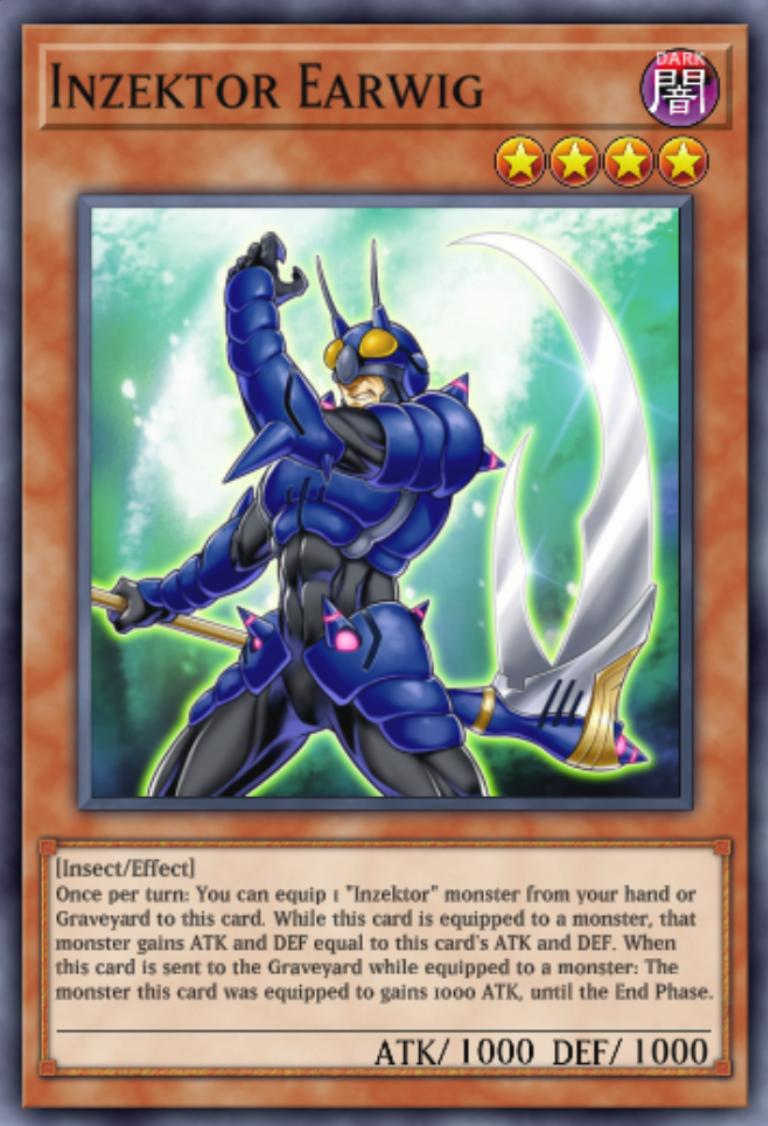 Inzektor Earwig
DARK
闇
[Insect/Effect]
Once per turn: You can equip 1 "Inzektor" monster from your hand or
Graveyard to this card. While this card is equipped to a monster, that
monster gains ATK and DEF equal to this card's ATK and DEF. When
this card is sent to the Graveyard while equipped to a monster: The
monster this card was equipped to gains 1000 ATK, until the End Phase.
ATK/ 1000 DEF/ 1000